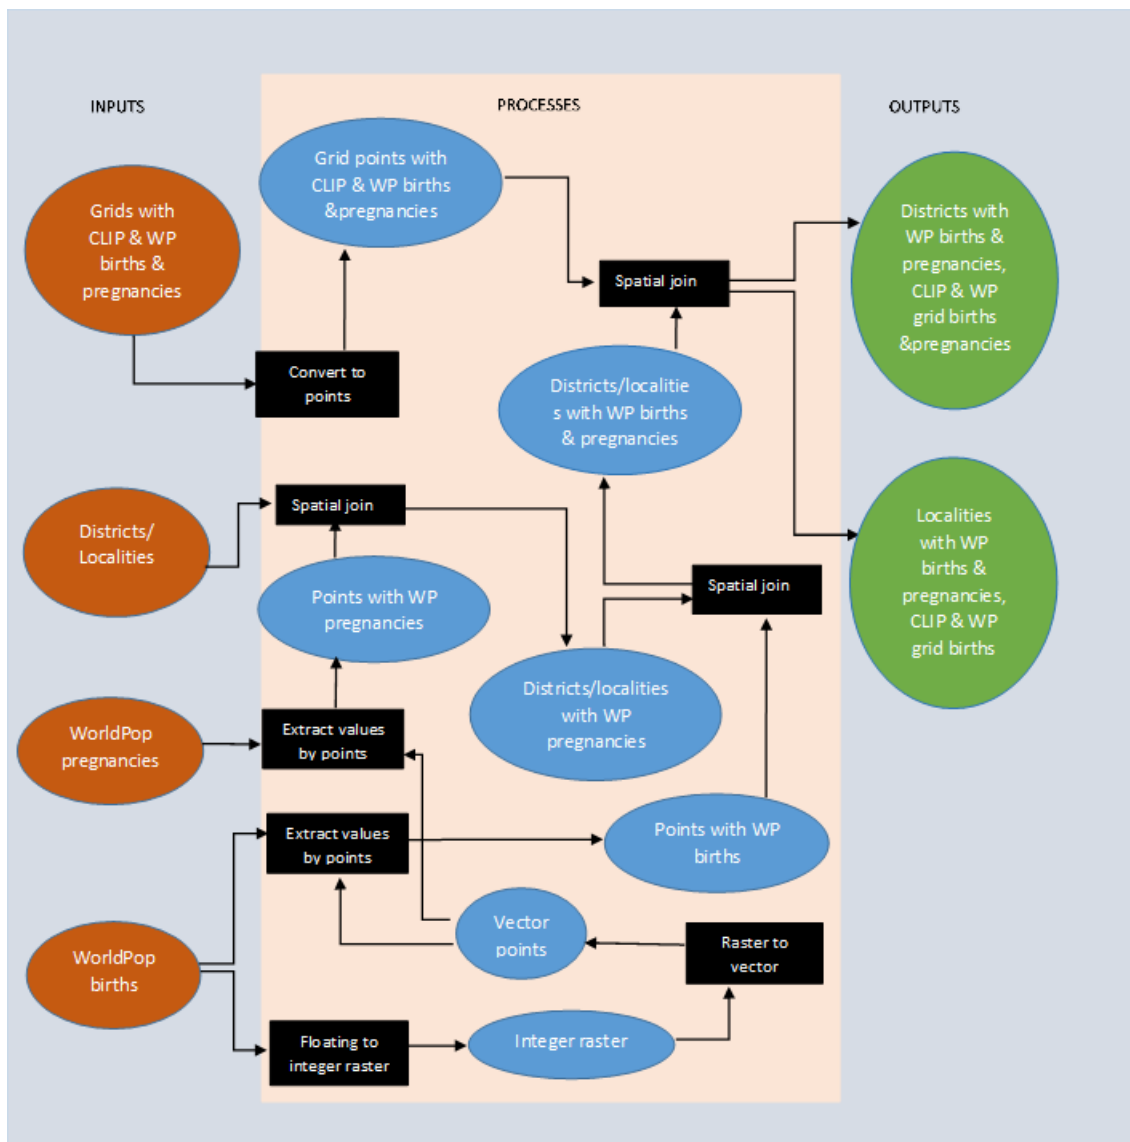 INPUTS
PROCESSES
OUTPUTS
Grid points with
CLIP & WP births
&pregnancies
Grids with
CLIP & WP
births &
pregnancies
Districts with
WP births &
pregnancies,
CLIP & WP
grid births
&pregnancies
Spatial join
Convert to
points
Districts/localitie
s with WP births
& pregnancies
Spatial join
Districts/
Localities
Localities
with WP
births &
pregnancies,
CLIP & WP
grid births
Points with WP
pregnancies
Spatial join
Districts/localities
with WP
pregnancies
WorldPop
pregnancies
Extract values
by points
Extract values
by points
Points with WP
births
Vector
points
Raster to
vector
WorldPop
births
Floating to
integer raster
Integer raster